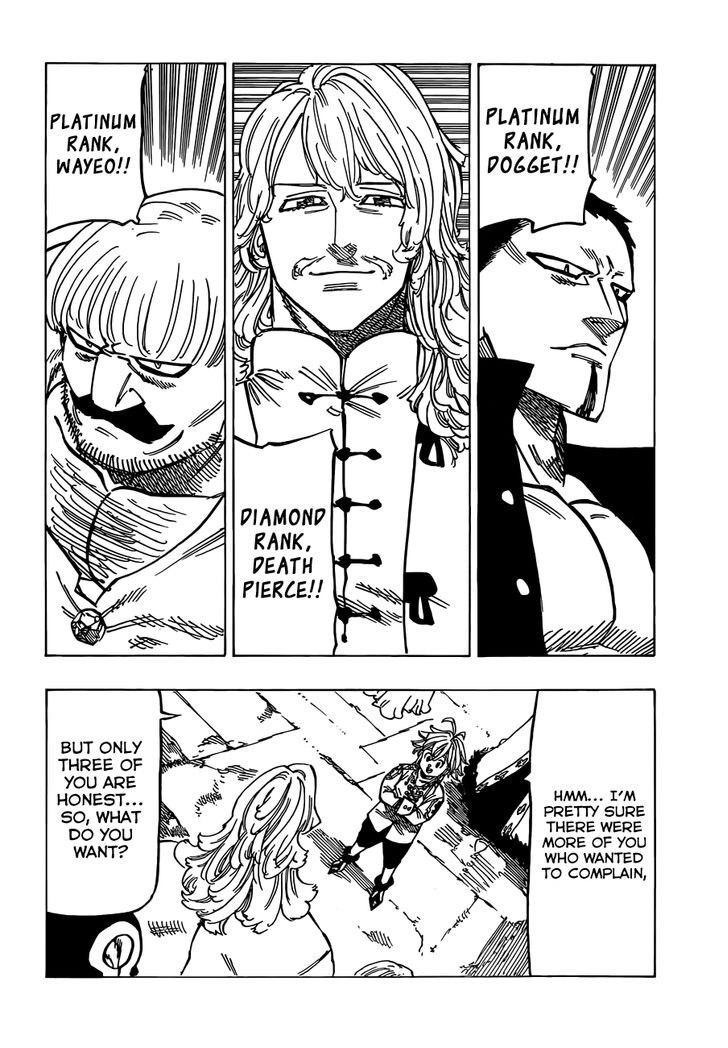 PLATINUM
RANK,
DOGGET!!
DIAMOND
RANK,
DEATH
PIERCE!!
PLATINUM
RANK,
WAYEO!!
HMM... I'M
PRETTY SURE
THERE WERE
MORE OF YOU
WHO WANTED
TO COMPLAIN,
BUT ONLY
THREE OF
YOU ARE
HONEST...
SO, WHAT
DO YOU
WANT?